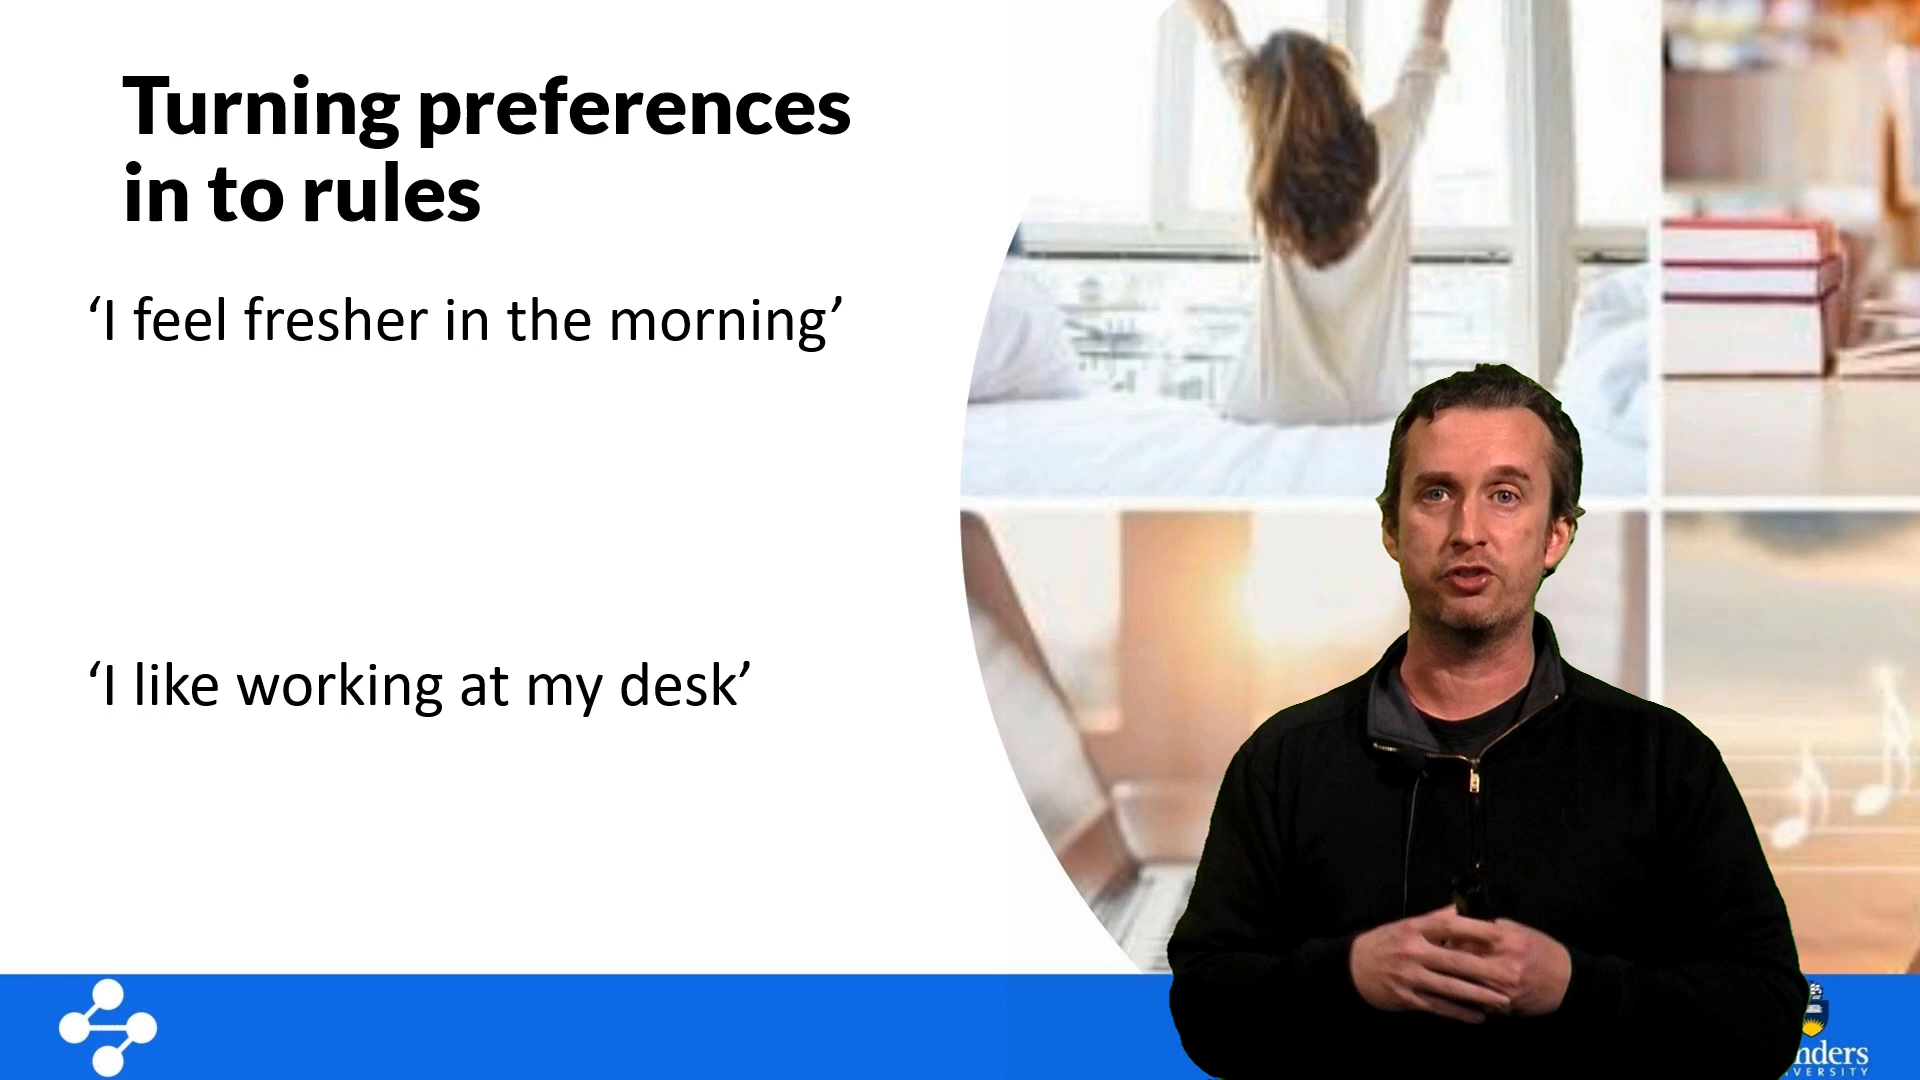 Turning preferences
in to rules
‘I feel fresher in the morning’
‘I like working at my desk’